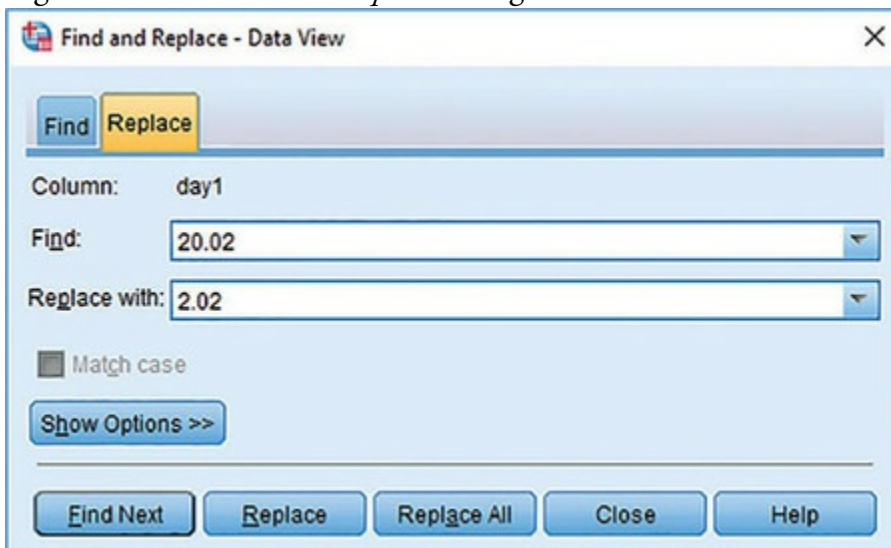 Find and Replace - Data View
Find Replace
Column: day1
Find: 20.02
Replace with: 2.02
Match case
Show Options >>
Find Next Replace Replace All Close Help